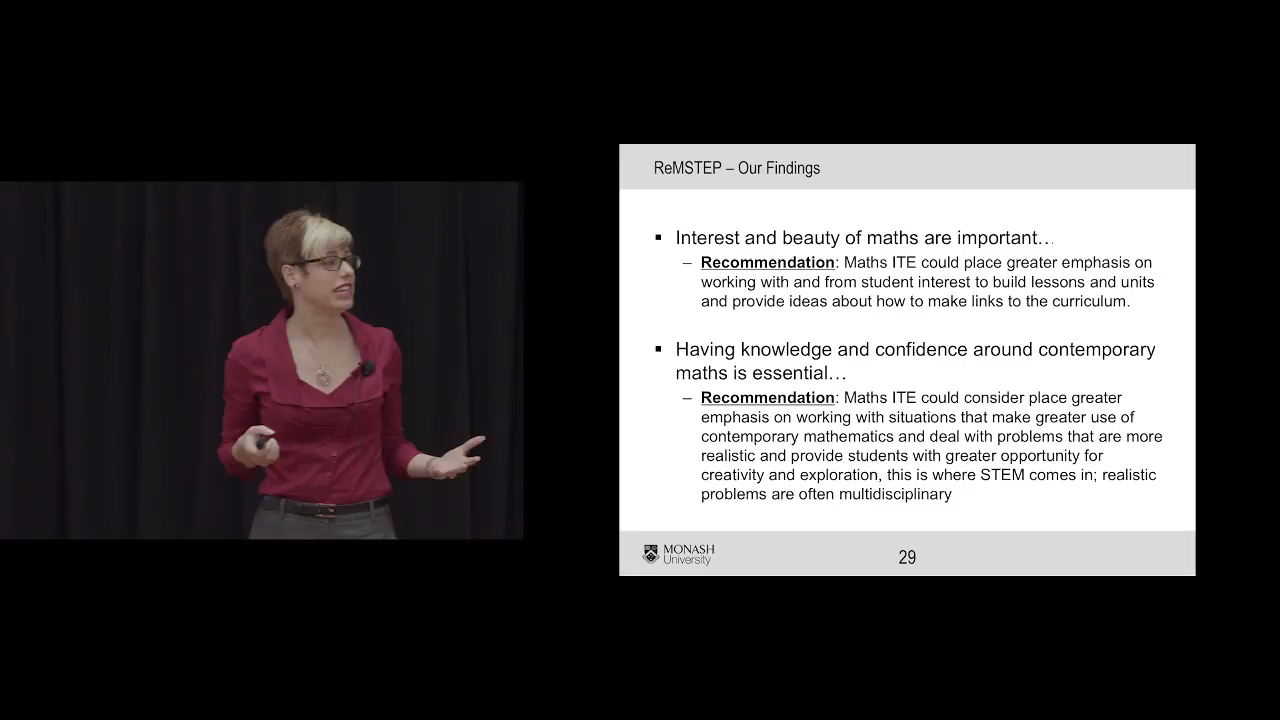 ReMSTEP – Our Findings
▪ Interest and beauty of maths are important…
– Recommendation: Maths ITE could place greater emphasis on
working with and from student interest to build lessons and units
and provide ideas about how to make links to the curriculum.
▪ Having knowledge and confidence around contemporary
maths is essential…
– Recommendation: Maths ITE could consider place greater
emphasis on working with situations that make greater use of
contemporary mathematics and deal with problems that are more
realistic and provide students with greater opportunity for
creativity and exploration, this is where STEM comes in; realistic
problems are often multidisciplinary
MONASH
University
29